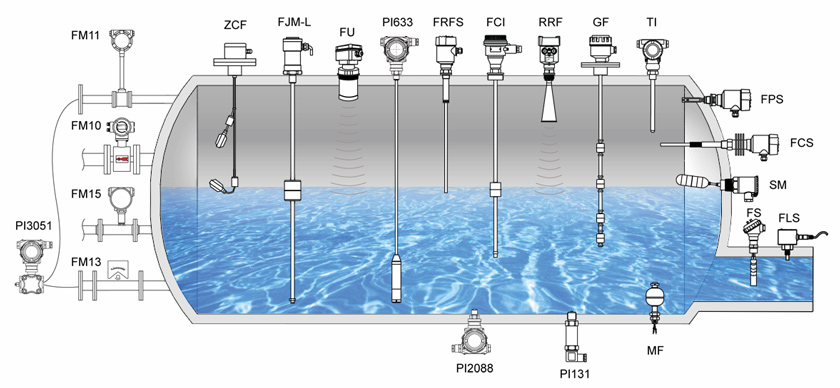 FM11
ZCF
FJM-L
FU
PI633
FRFS
FCI
RRF
GF
TI
FPS
FM10
FCS
SM
FM15
FS
FLS
PI3051
FM13
PI2088
PI131
MF